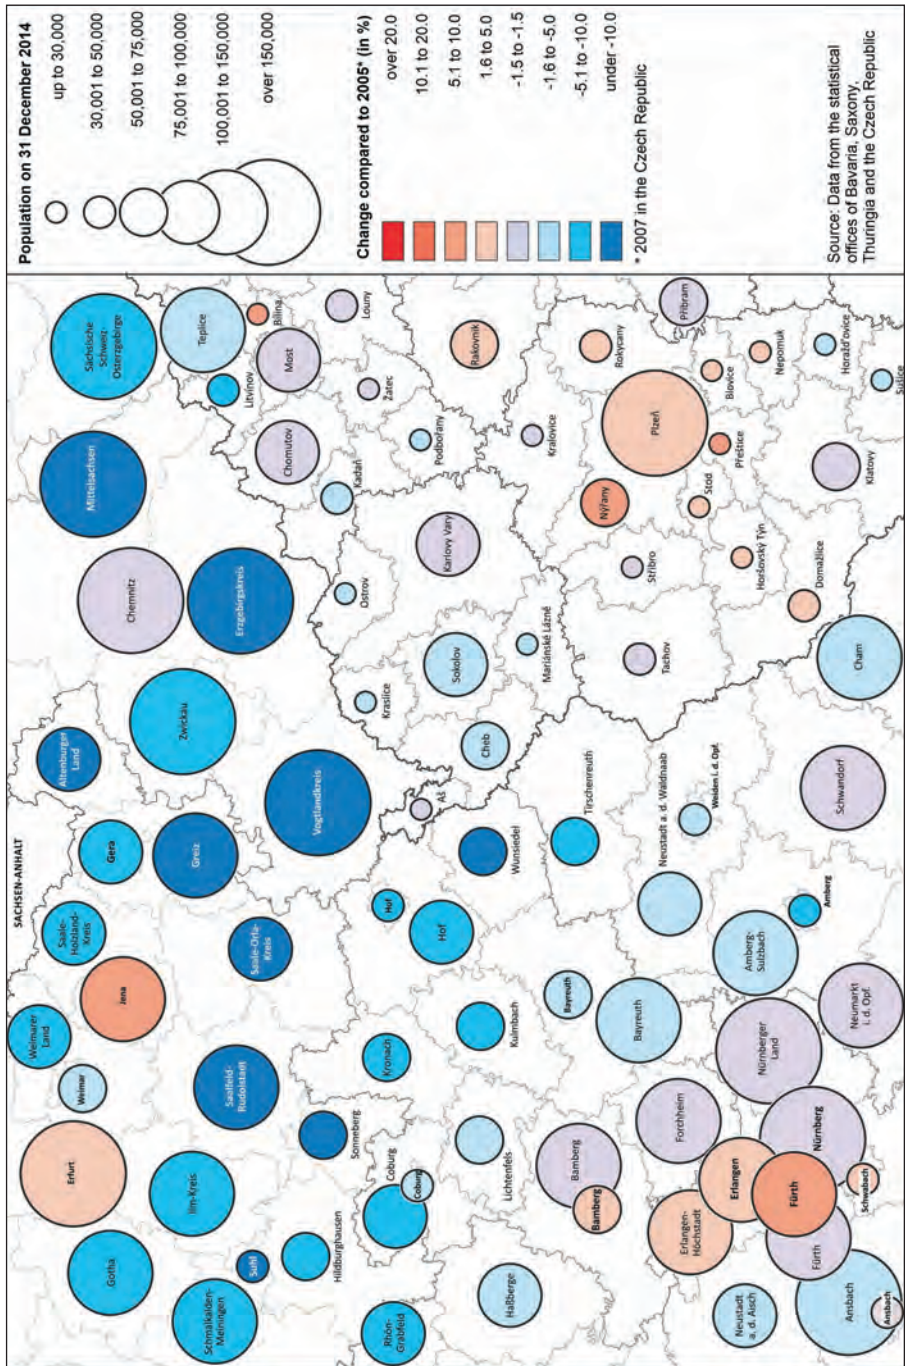 SACHSEN-ANHALT
Gotha
Erfurt
Weimar
Weimarer
Land
Jena
Saale-
Holzland-
Kreis
Gera
Altenburger
Land
Chemnitz
Mittelsachsen
Sächsische
Schweiz-
Osterzgebirge
Schmalkalden-
Meiningen
Suhl
Ilm-Kreis
Saalfeld-
Rudolstadt
Saale-Orla-
Kreis
Greiz
Zwickau
Erzgebirgskreis
Litvínov
Teplice
Bílina
Hildburghausen
Sonneberg
Vogtlandkreis
Chomutov
Most
Kadaň
Žatec
Louny
Rhön-
Grabfeld
Coburg
Coburg
Kronach
Hof
Hof
Aš
Kraslice
Ostrov
Podbořany
Haßberge
Lichtenfels
Kulmbach
Wunsiedel
Cheb
Sokolov
Karlovy Vary
Mariánské Lázně
Kralovice
Rakovník
Bamberg
Bamberg
Bayreuth
Bayreuth
Tirschenreuth
Tachov
Stříbro
Nýřany
Plzeň
Rokycany
Erlangen-
Höchstadt
Forchheim
Erlangen
Neustadt a. d. Waldnaab
Weiden i. d. Opf.
Stod
Přeštice
Blovice
Příbram
Neustadt
a. d. Aisch
Fürth
Fürth
Nürnberg
Nürnberger
Land
Amberg-
Sulzbach
Amberg
Horšovský Týn
Domažlice
Nepomuk
Ansbach
Ansbach
Schwabach
Neumarkt
i. d. Opf.
Schwandorf
Cham
Klatovy
Horažďovice
Sušice
Population on 31 December 2014
up to 30,000
30,001 to 50,000
50,001 to 75,000
75,001 to 100,000
100,001 to 150,000
over 150,000
Change compared to 2005* (in %)
over 20.0
10.1 to 20.0
5.1 to 10.0
1.6 to 5.0
-1.5 to -1.5
-1.6 to -5.0
-5.1 to -10.0
under -10.0
* 2007 in the Czech Republic
Source: Data from the statistical
offices of Bavaria, Saxony,
Thuringia and the Czech Republic